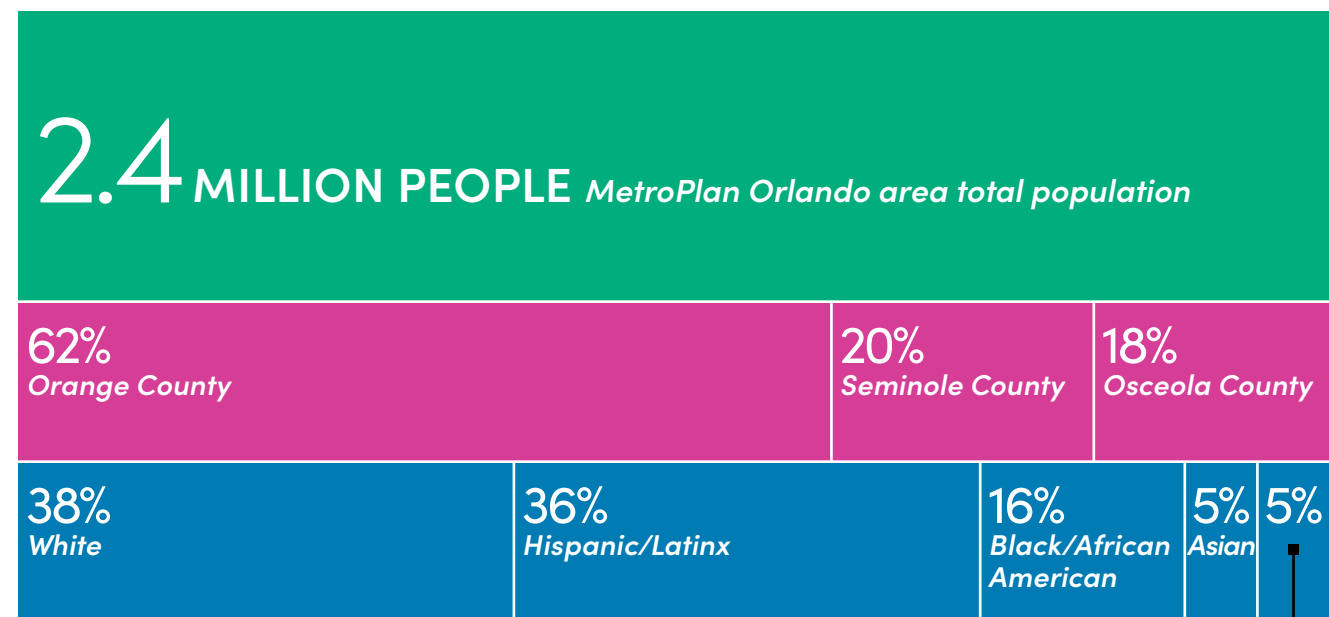 2.4 MILLION PEOPLE MetroPlan Orlando area total population
62%
Orange County
20%
Seminole County
18%
Osceola County
38%
White
36%
Hispanic/Latinx
16%
Black/African
American
5%
Asian
5%